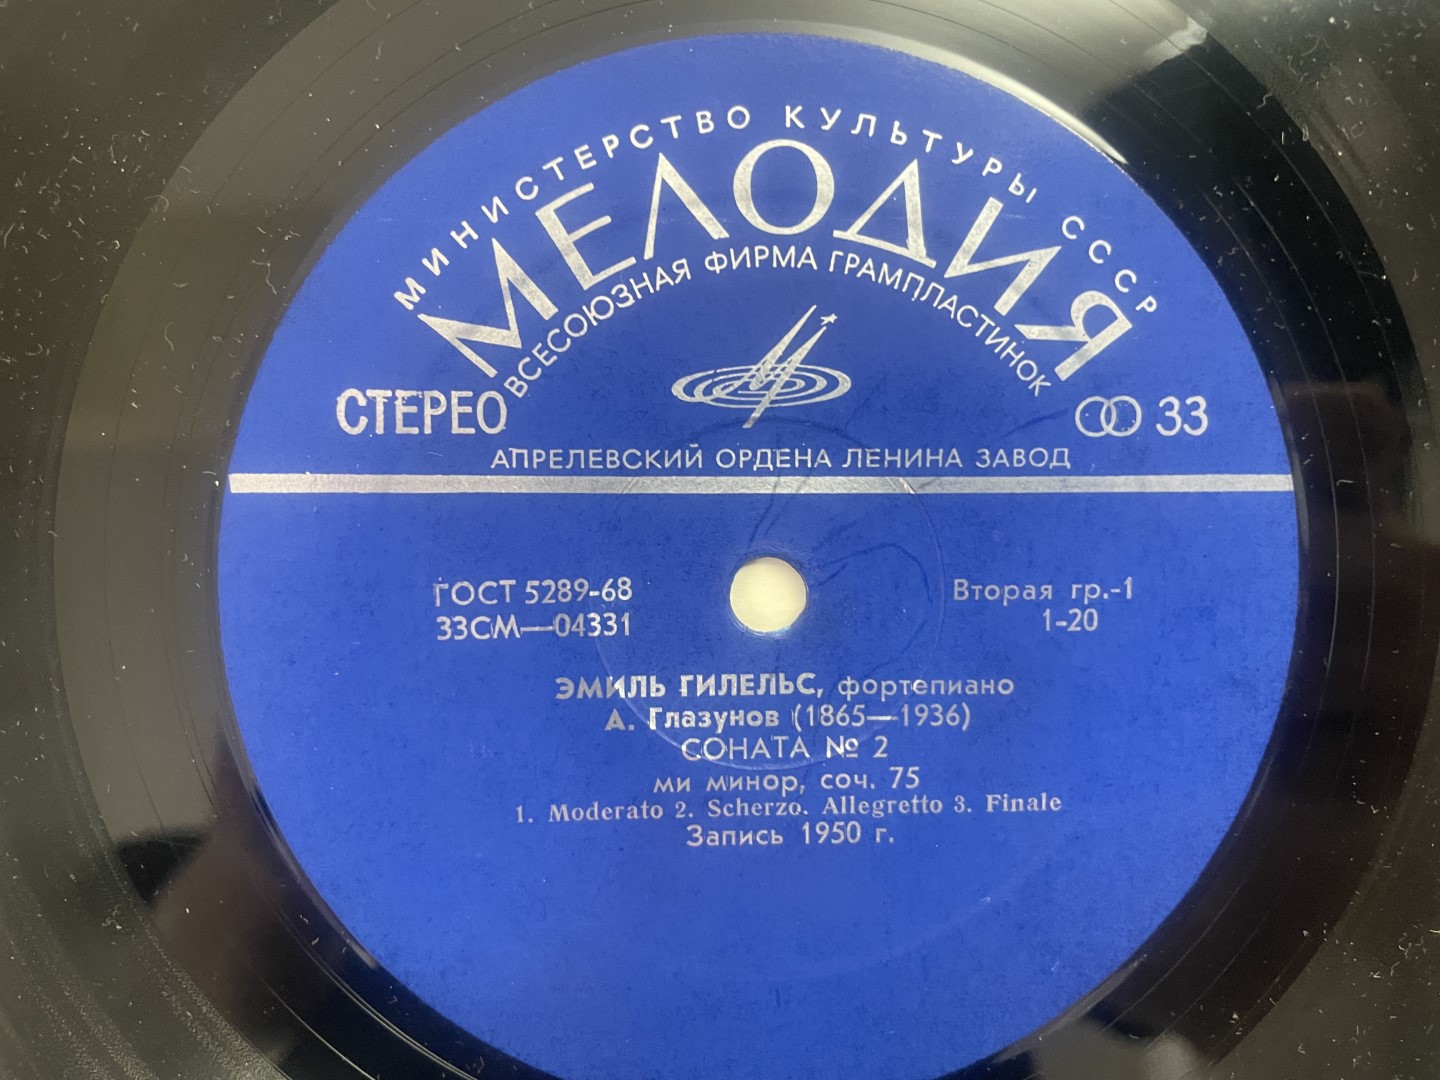 МИНИСТЕРСТВО КУЛЬТУРЫ СССР
МЕЛОДИЯ
ВСЕСОЮЗНАЯ ФИРМА ГРАМПЛАСТИНОК
СТЕРЕО
33
АПРЕЛЕВСКИЙ ОРДЕНА ЛЕНИНА ЗАВОД
ГОСТ 5289-68
33СМ—04331
Вторая гр.-1
1-20
ЭМИЛЬ ГИЛЕЛЬС, фортепиано
А. Глазунов (1865—1936)
СОНАТА № 2
ми минор, соч. 75
1. Moderato 2. Scherzo. Allegretto 3. Finale
Запись 1950 г.